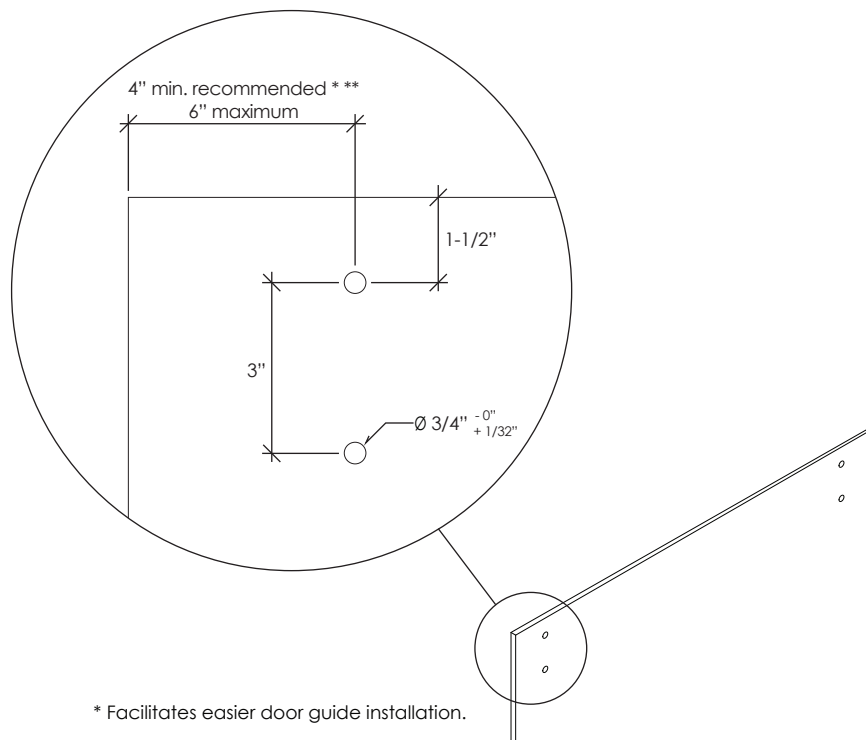 4” min. recommended * **
6” maximum
1-1/2”
3”
Ø 3/4” - 0”
+ 1/32”
* Facilitates easier door guide installation.